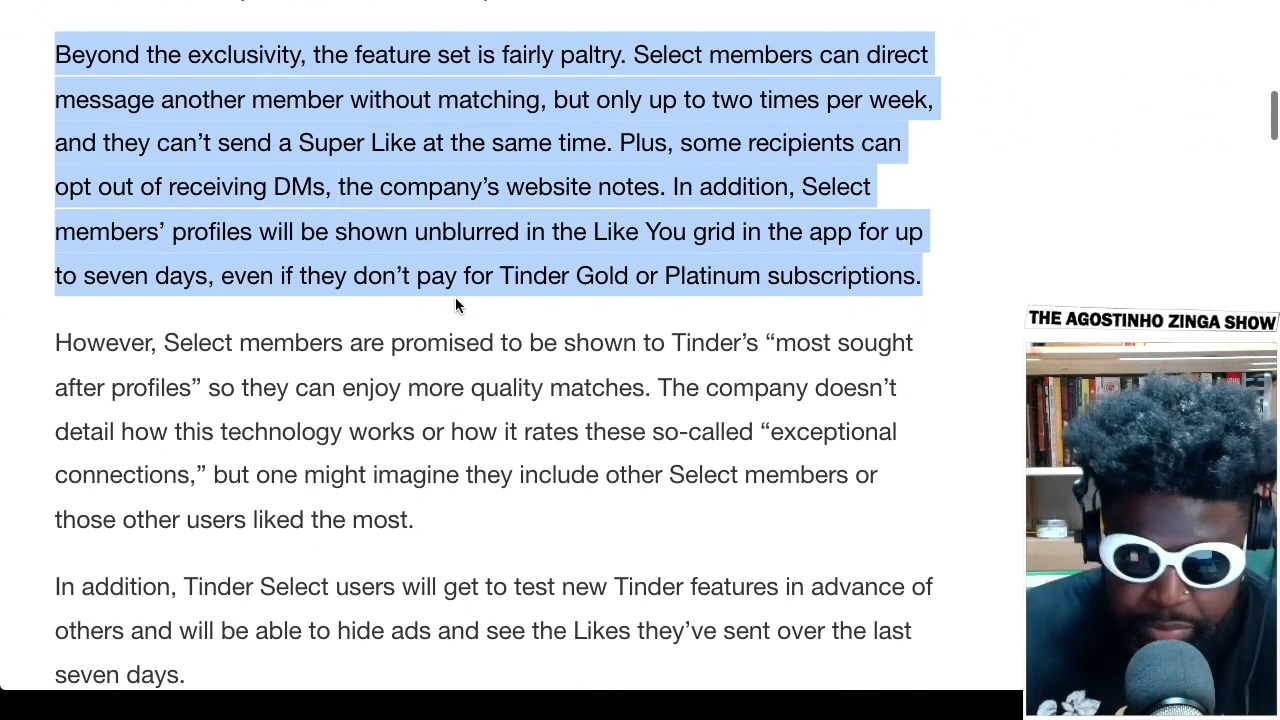 Beyond the exclusivity, the feature set is fairly paltry. Select members can direct
message another member without matching, but only up to two times per week,
and they can’t send a Super Like at the same time. Plus, some recipients can
opt out of receiving DMs, the company’s website notes. In addition, Select
members’ profiles will be shown unblurred in the Like You grid in the app for up
to seven days, even if they don’t pay for Tinder Gold or Platinum subscriptions.
However, Select members are promised to be shown to Tinder’s “most sought
after profiles” so they can enjoy more quality matches. The company doesn’t
detail how this technology works or how it rates these so-called “exceptional
connections,” but one might imagine they include other Select members or
those other users liked the most.
In addition, Tinder Select users will get to test new Tinder features in advance of
others and will be able to hide ads and see the Likes they’ve sent over the last
seven days.
THE AGOSTINHO ZINGA SHOW